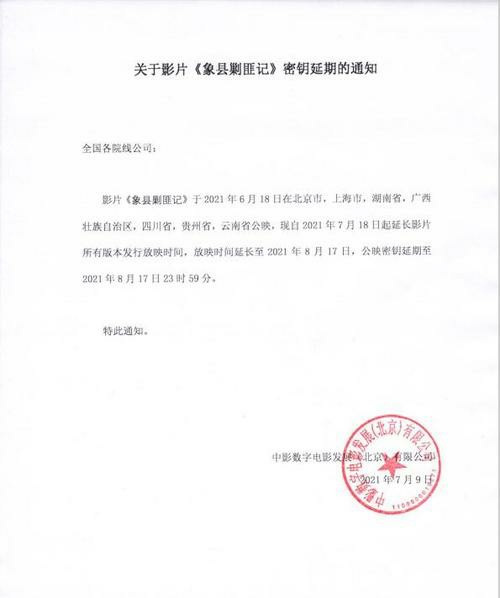 关于影片《象县剿匪记》密钥延期的通知
全国各院线公司：
影片《象县剿匪记》于 2021 年 6 月 18 日在北京市，上海市，湖南省，广西
壮族自治区，四川省，贵州省，云南省公映，现自 2021 年 7 月 18 日起延长影片
所有版本发行放映时间，放映时间延长至 2021 年 8 月 17 日，公映密钥延期至
2021 年 8 月 17 日 23 时 59 分。
特此通知。
中影数字电影发展（北京）有限公司
中影数字电影发展(北京)有限公司
2021 年 7 月 9 日